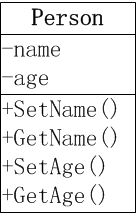 Person
-name
-age
+SetName()
+GetName()
+SetAge()
+GetAge()